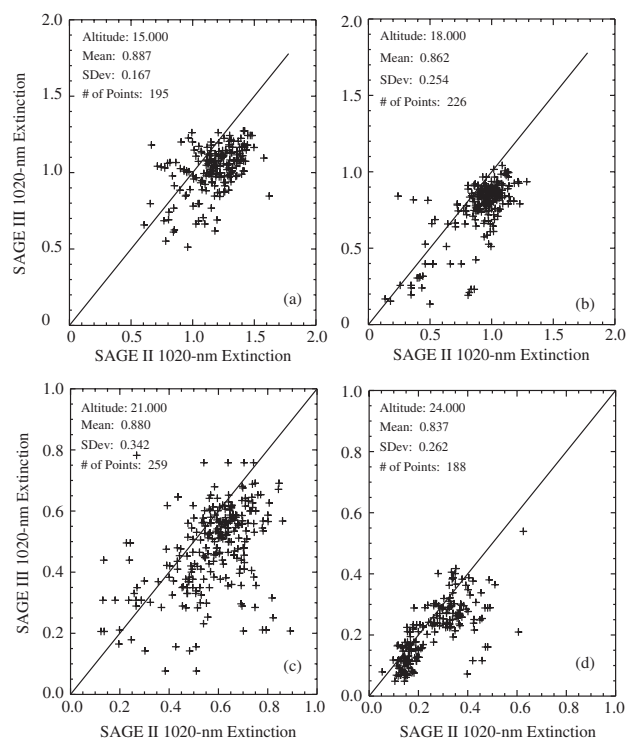 2.0
Altitude: 15.000
Mean: 0.887
SDev: 0.167
# of Points: 195
1.5
1.0
0.5
0
0
0.5
1.0
1.5
2.0
SAGE III 1020-nm Extinction
SAGE II 1020-nm Extinction
(a)
2.0
Altitude: 18.000
Mean: 0.862
SDev: 0.254
# of Points: 226
1.5
1.0
0.5
0
0
0.5
1.0
1.5
2.0
SAGE II 1020-nm Extinction
(b)
1.0
Altitude: 21.000
Mean: 0.880
SDev: 0.342
# of Points: 259
0.8
0.6
0.4
0.2
0.0
0.0
0.2
0.4
0.6
0.8
1.0
SAGE III 1020-nm Extinction
SAGE II 1020-nm Extinction
(c)
1.0
Altitude: 24.000
Mean: 0.837
SDev: 0.262
# of Points: 188
0.8
0.6
0.4
0.2
0.0
0.0
0.2
0.4
0.6
0.8
1.0
SAGE II 1020-nm Extinction
(d)